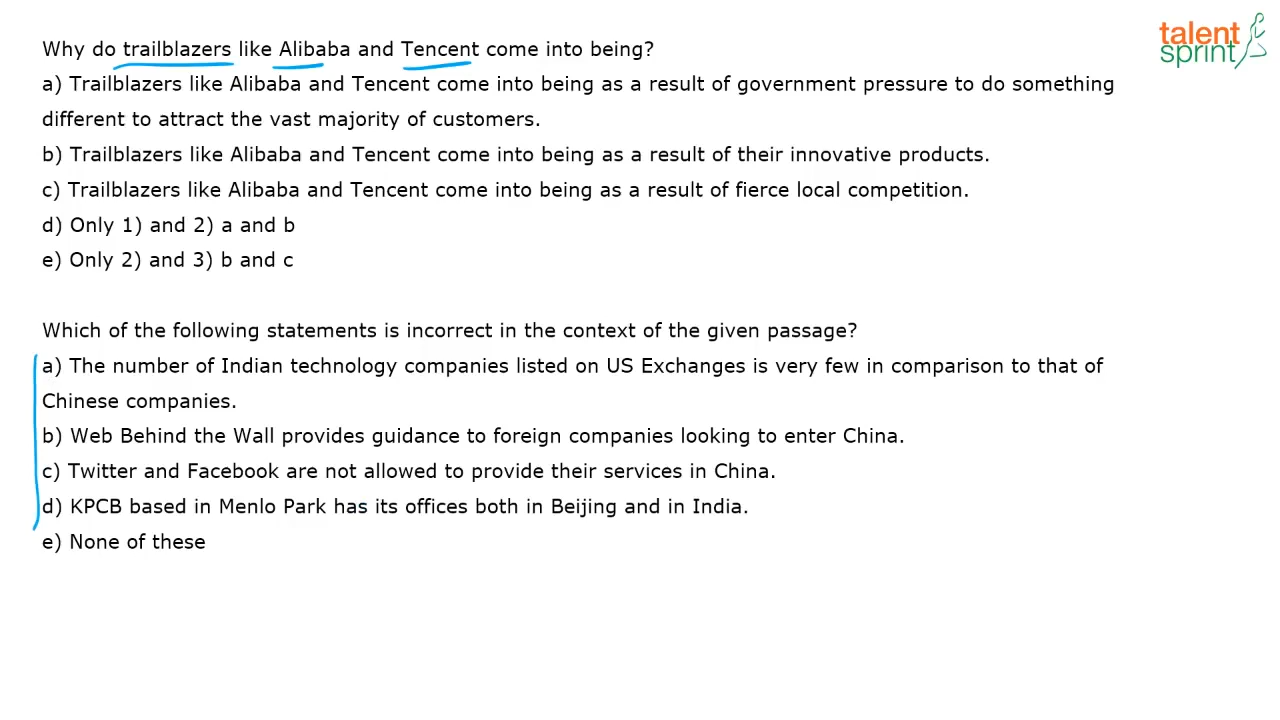 talent
sprint
Why do trailblazers like Alibaba and Tencent come into being?
a) Trailblazers like Alibaba and Tencent come into being as a result of government pressure to do something
different to attract the vast majority of customers.
b) Trailblazers like Alibaba and Tencent come into being as a result of their innovative products.
c) Trailblazers like Alibaba and Tencent come into being as a result of fierce local competition.
d) Only 1) and 2) a and b
e) Only 2) and 3) b and c
Which of the following statements is incorrect in the context of the given passage?
a) The number of Indian technology companies listed on US Exchanges is very few in comparison to that of
Chinese companies.
b) Web Behind the Wall provides guidance to foreign companies looking to enter China.
c) Twitter and Facebook are not allowed to provide their services in China.
d) KPCB based in Menlo Park has its offices both in Beijing and in India.
e) None of these